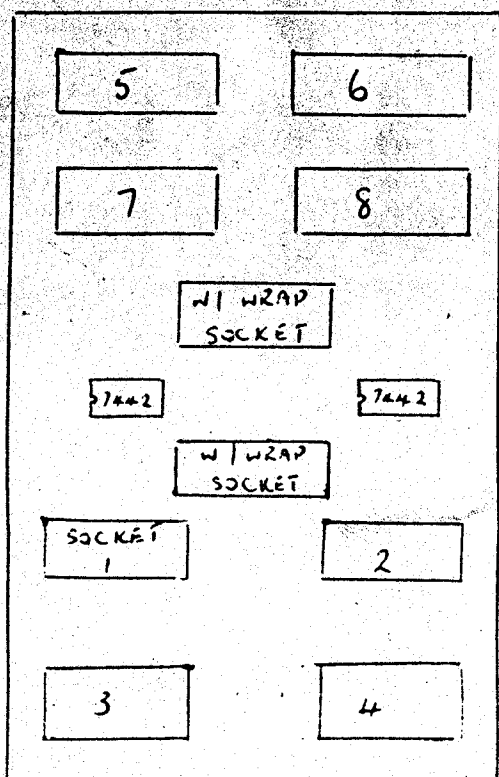 5 6
7 8
W/ WRAP
SOCKET
7442 7442
W/WRAP
SOCKET
SOCKET
1 2
3 4